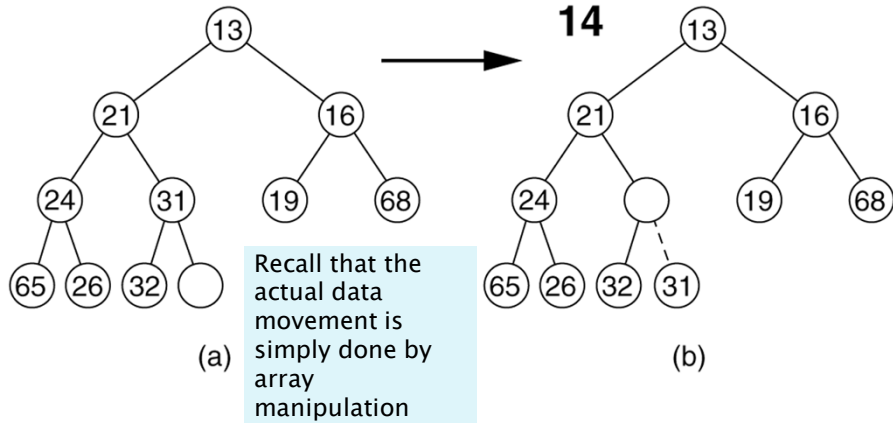 14
13
13
21
16
21
16
24
31
19
68
24
19
68
65
26
32
65
26
32
31
Recall that the
actual data
movement is
simply done by
array
manipulation
(a)
(b)